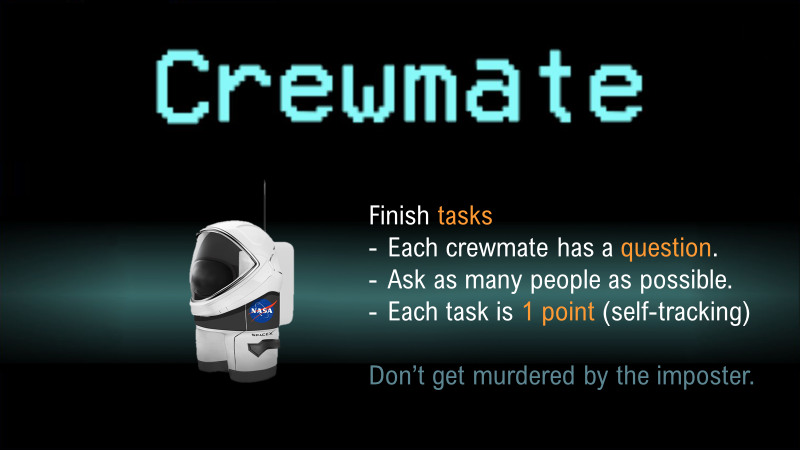 Crewmate
Finish tasks
- Each crewmate has a question.
- Ask as many people as possible.
- Each task is 1 point (self-tracking)
Don't get murdered by the imposter.
NASA
SPACEX